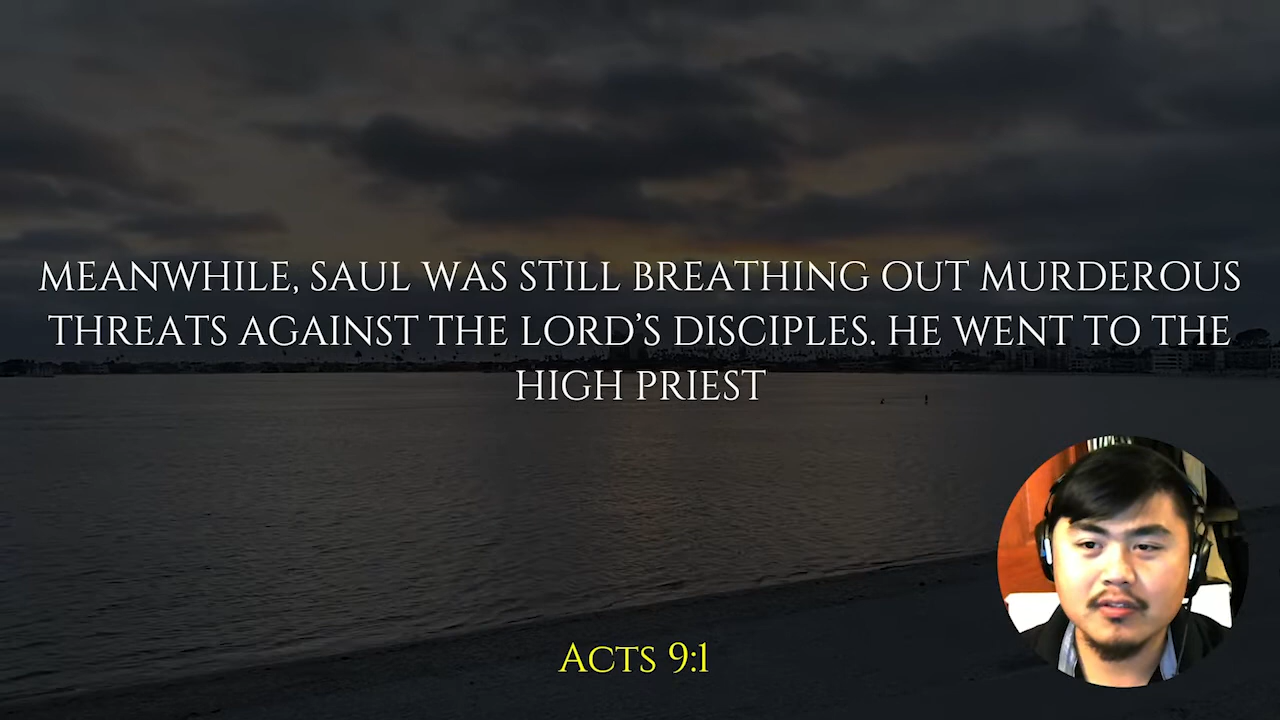 MEANWHILE, SAUL WAS STILL BREATHING OUT MURDEROUS
THREATS AGAINST THE LORD’S DISCIPLES. HE WENT TO THE
HIGH PRIEST
Acts 9:1